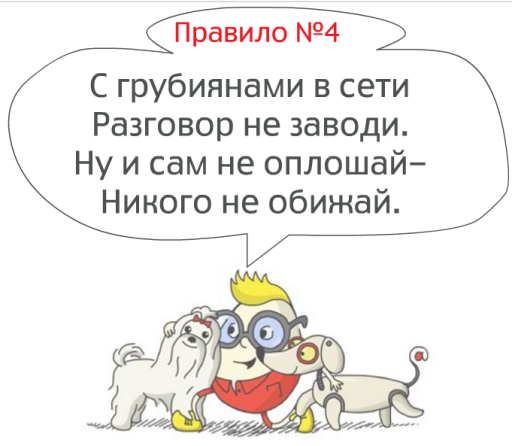 Правило №4
С грубиянами в сети
Разговор не заводи.
Ну и сам не оплошай–
Никого не обижай.